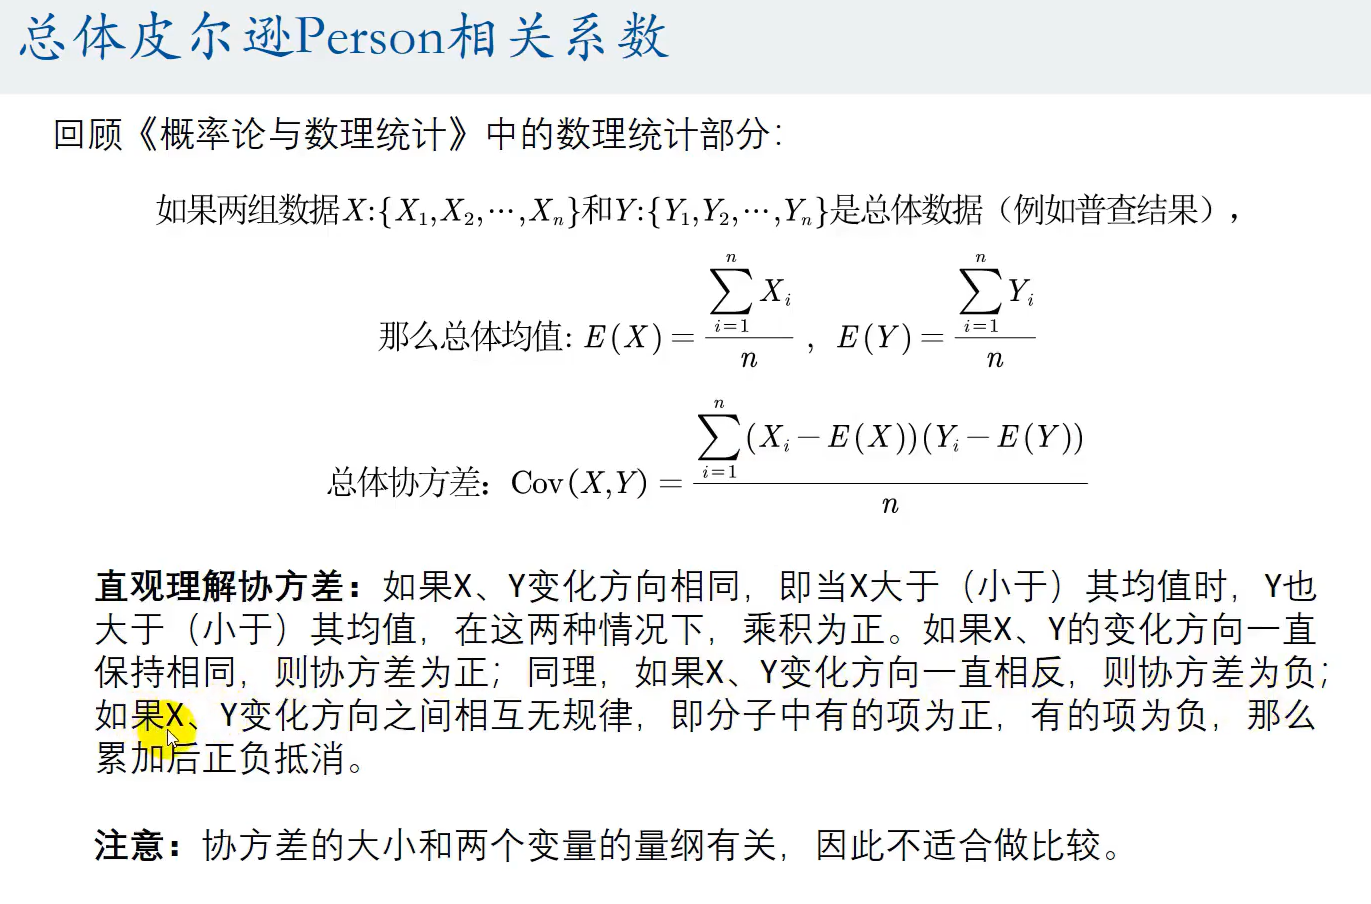 总体皮尔逊Person相关系数
回顾《概率论与数理统计》中的数理统计部分：
如果两组数据X:{X₁,X₂,⋯,Xₙ}和Y:{Y₁,Y₂,⋯,Yₙ}是总体数据（例如普查结果），
那么总体均值: E(X) = \frac{\sum_{i=1}^{n} X_i}{n} , E(Y) = \frac{\sum_{i=1}^{n} Y_i}{n}
总体协方差：Cov(X,Y) = \frac{\sum_{i=1}^{n} (X_i - E(X))(Y_i - E(Y))}{n}
直观理解协方差：如果X、Y变化方向相同，即当X大于（小于）其均值时，Y也
大于（小于）其均值，在这两种情况下，乘积为正。如果X、Y的变化方向一直
保持相同，则协方差为正；同理，如果X、Y变化方向一直相反，则协方差为负；
如果X、Y变化方向之间相互无规律，即分子中有的项为正，有的项为负，那么
累加后正负抵消。
注意：协方差的大小和两个变量的量纲有关，因此不适合做比较。